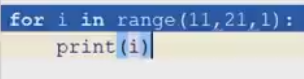 for i in range(11,21,1):
    print(i)